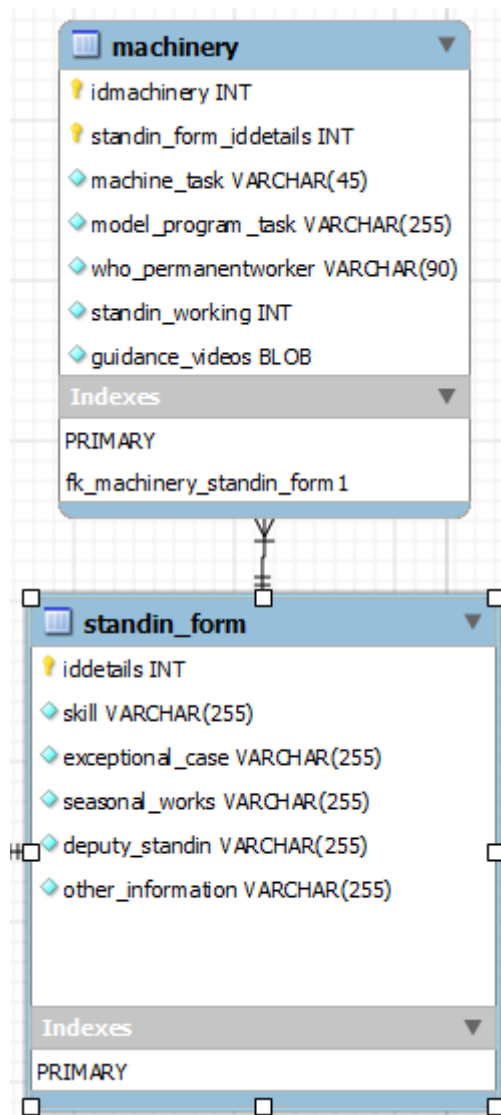 machinery
idmachinery INT
standin_form_iddetails INT
machine_task VARCHAR(45)
model_program_task VARCHAR(255)
who_permanentworker VARCHAR(90)
standin_working INT
guidance_videos BLOB
Indexes
PRIMARY
fk_machinery_standin_form1
standin_form
iddetails INT
skill VARCHAR(255)
exceptional_case VARCHAR(255)
seasonal_works VARCHAR(255)
deputy_standin VARCHAR(255)
other_information VARCHAR(255)
Indexes
PRIMARY